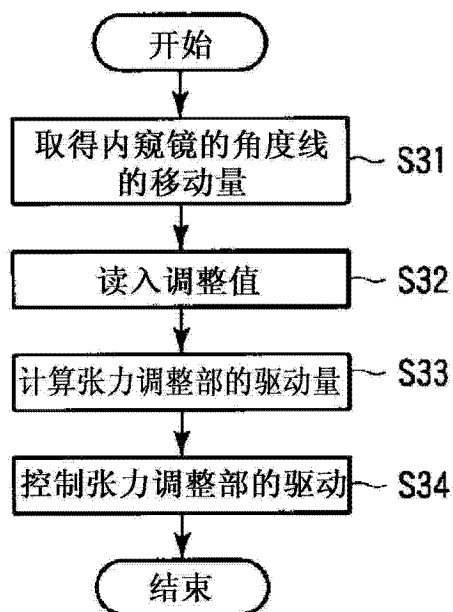 开始
取得内窥镜的角度线
的移动量
S31
读入调整值
S32
计算张力调整部的驱动量
S33
控制张力调整部的驱动
S34
结束